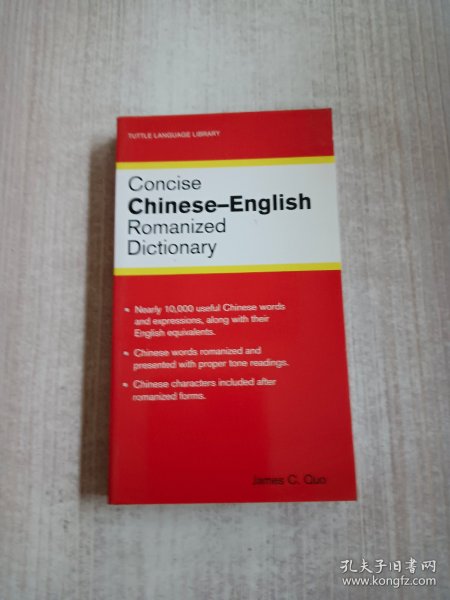 TUTTLE LANGUAGE LIBRARY
Concise
Chinese–English
Romanized
Dictionary
• Nearly 10,000 useful Chinese words
and expressions, along with their
English equivalents.
• Chinese words romanized and
presented with proper tone readings.
• Chinese characters included after
romanized forms.
James C. Quo
孔夫子旧书网
www.kongfz.com